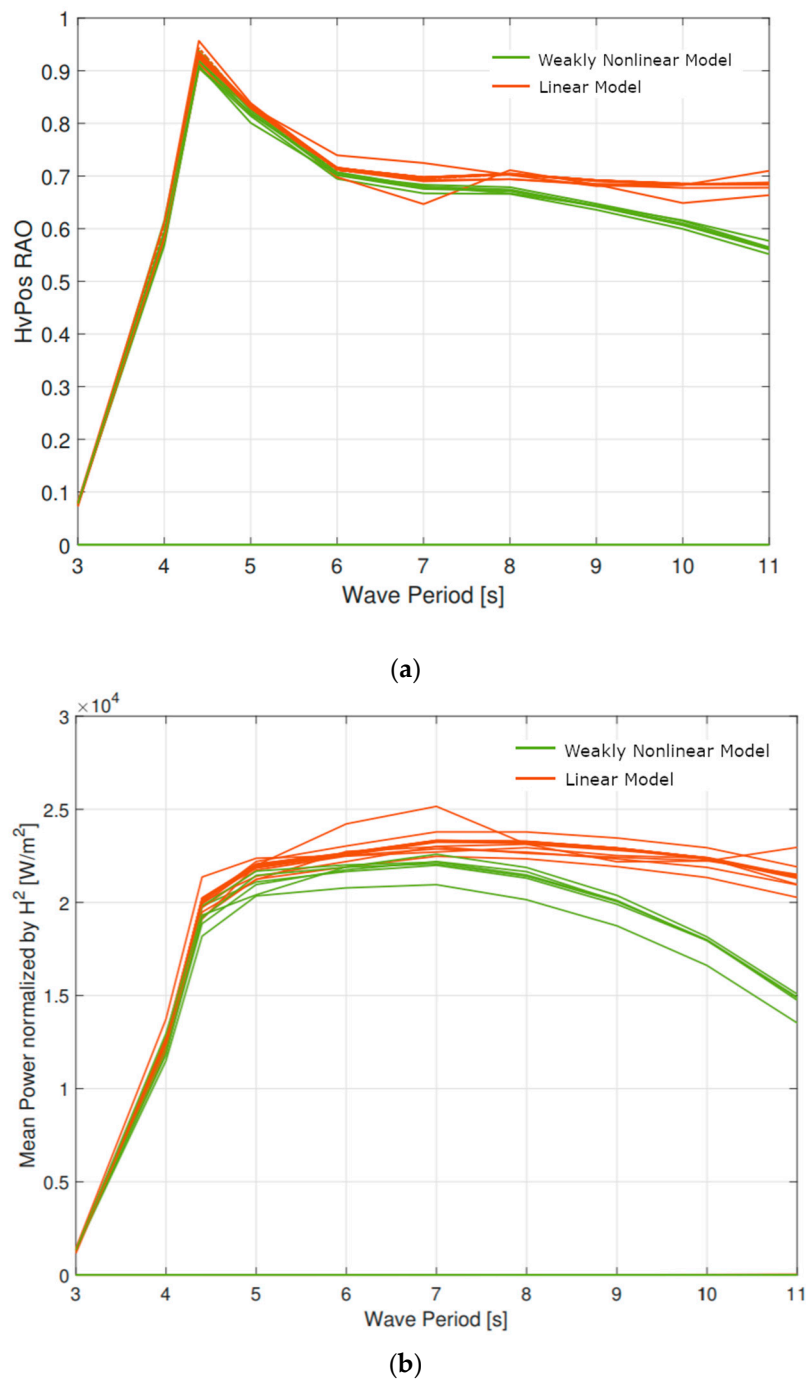 1
0.9
0.8
0.7
0.6
0.5
0.4
0.3
0.2
0.1
0
HvPos RAO
Weakly Nonlinear Model
Linear Model
3 4 5 6 7 8 9 10 11
Wave Period [s]
(a)
×10⁴
3
2.5
2
1.5
1
0.5
0
Mean Power normalized by H² [W/m²]
Weakly Nonlinear Model
Linear Model
3 4 5 6 7 8 9 10 11
Wave Period [s]
(b)